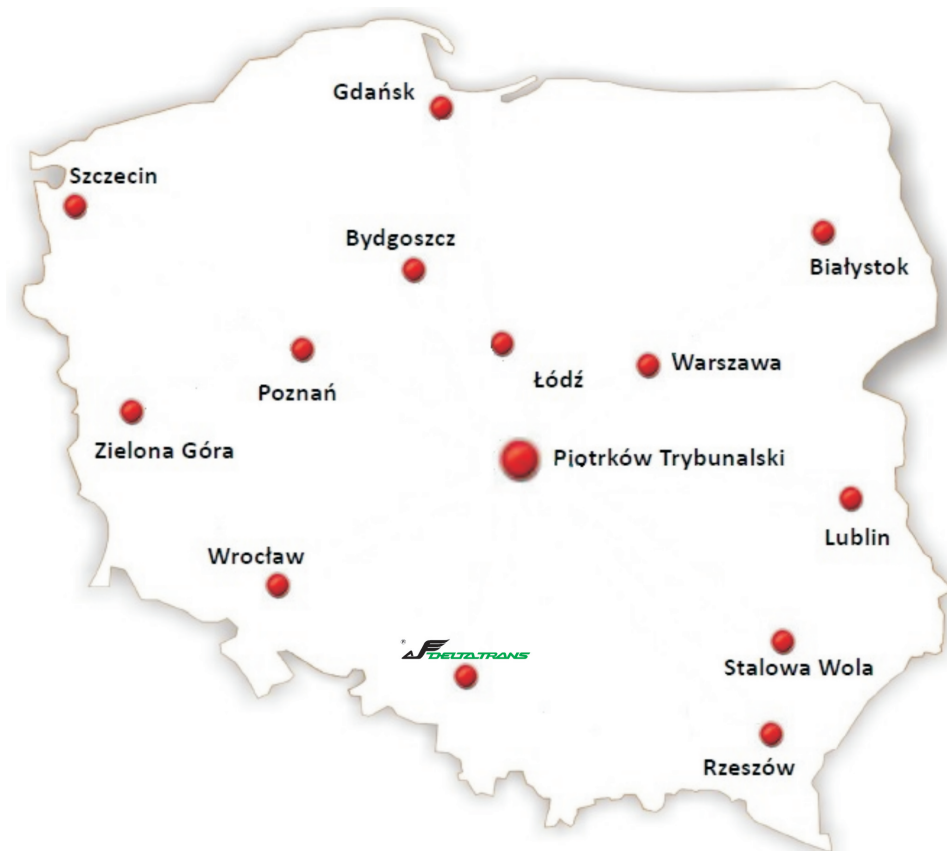 Gdańsk
Szczecin
Bydgoszcz
Białystok
Warszawa
Łódź
Poznań
Zielona Góra
Piotrków Trybunalski
Lublin
Wrocław
® DELTATRANS
Stalowa Wola
Rzeszów